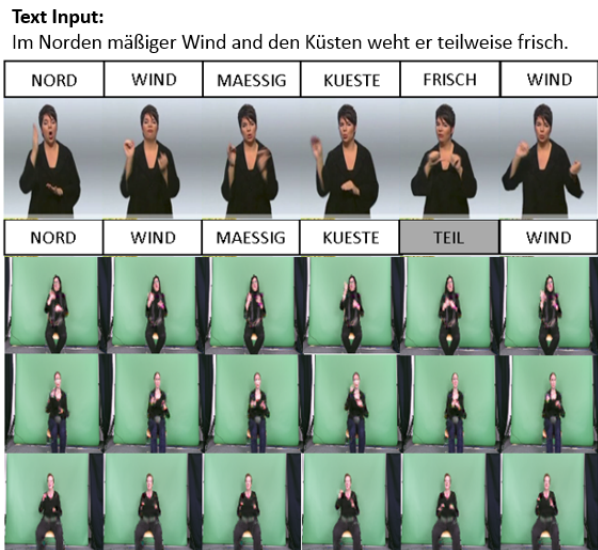 Text Input:
Im Norden mäßiger Wind and den Küsten weht er teilweise frisch.
NORD WIND MAESSIG KUESTE FRISCH WIND
NORD WIND MAESSIG KUESTE TEIL WIND